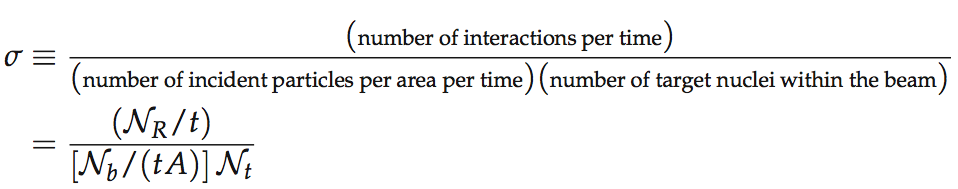 σ ≡ (number of interactions per time) / (number of incident particles per area per time)(number of target nuclei within the beam)
= (𝒩_R/t) / [𝒩_b/(tA)] 𝒩_t